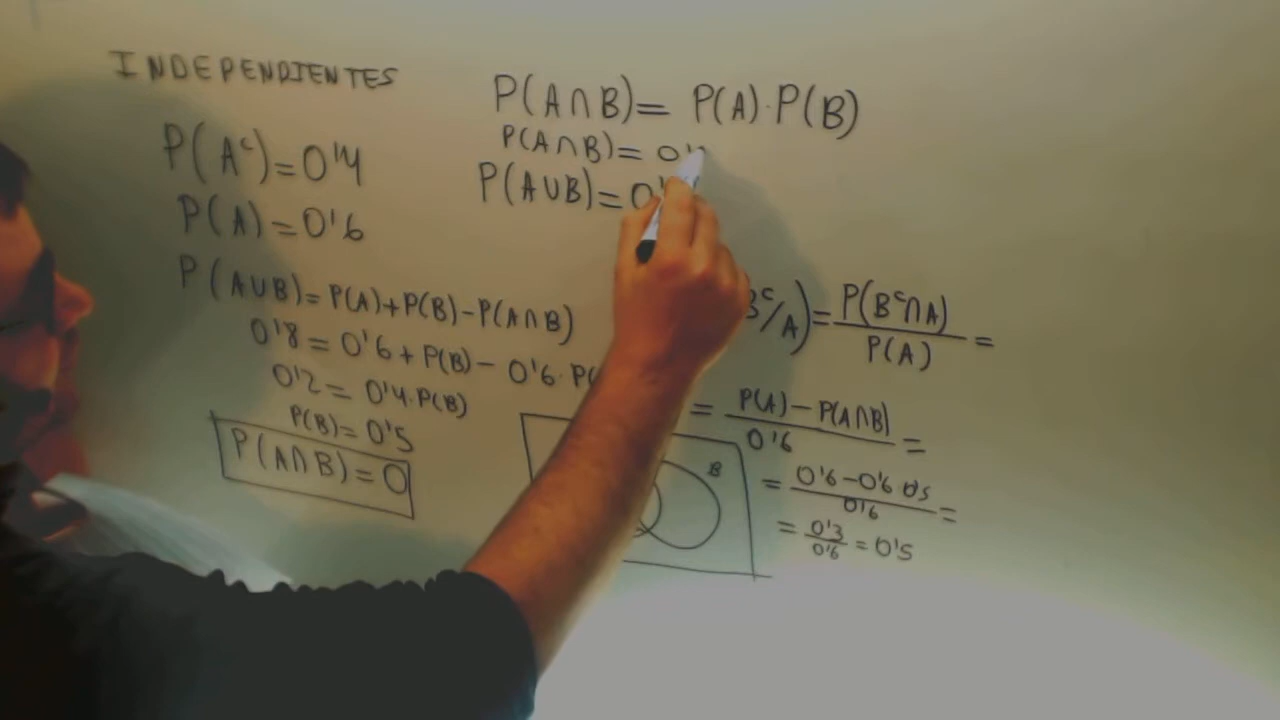 INDEPENDIENTES
P(A∩B)= P(A)·P(B)
P(A∩B)= 0'
P(A∪B)=0'
P(Aᶜ)=0'4
P(A)=0'6
P(A∪B)=P(A)+P(B)-P(A∩B)
0'8=0'6+P(B)- 0'6·P(
0'2=0'4·P(B)
P(B)=0'5
P(A∩B)=0
Bᶜ/A)=P(Bᶜ∩A)/P(A)=
=P(A)-P(A∩B)/0'6=
=0'6-0'6·0'5/0'6=
=0'3/0'6=0'5
B